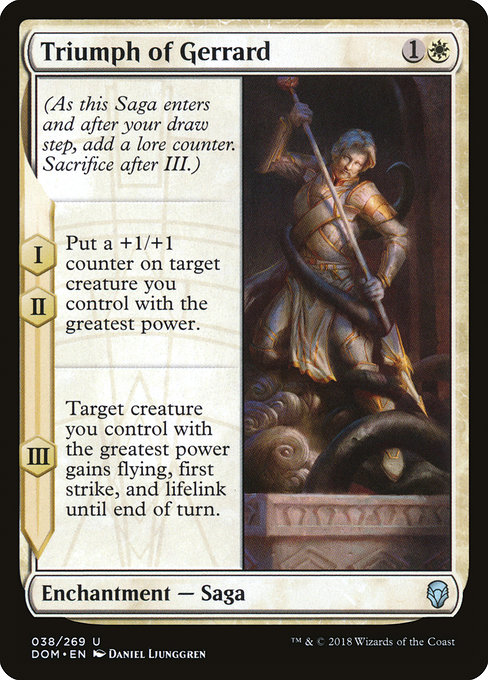 Triumph of Gerrard 1
(As this Saga enters
and after your draw
step, add a lore counter.
Sacrifice after III.)
I
II
Put a +1/+1
counter on target
creature you
control with the
greatest power.
III
Target creature
you control with
the greatest power
gains flying, first
strike, and lifelink
until end of turn.
Enchantment — Saga
038/269 U
DOM • EN Daniel Ljunggren
™ & © 2018 Wizards of the Coast